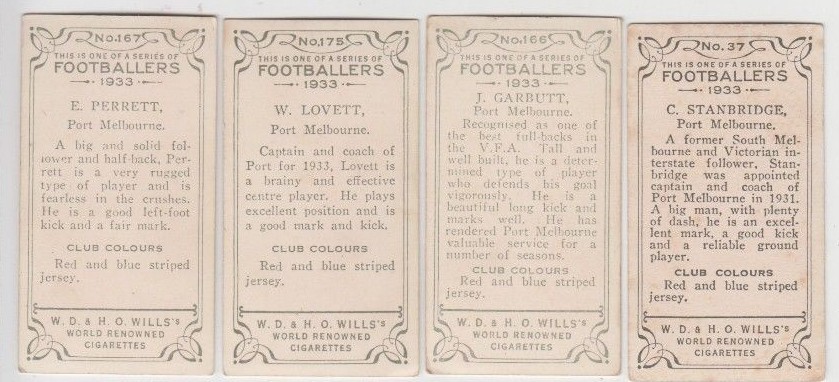 No. 167
THIS IS ONE OF A SERIES OF
FOOTBALLERS
1933
E. PERRETT,
Port Melbourne.
A big and solid fol-
lower and half-back, Per-
rett is a very rugged
type of player and is
fearless in the crushes.
He is a good left-foot
kick and a fair mark.
CLUB COLOURS
Red and blue striped
jersey.
W. D. & H. O. WILLS's
WORLD RENOWNED
CIGARETTES
No. 175
THIS IS ONE OF A SERIES OF
FOOTBALLERS
1933
W. LOVETT,
Port Melbourne.
Captain and coach of
Port for 1933, Lovett is
a brainy and effective
centre player. He plays
excellent position and is
a good mark and kick.
CLUB COLOURS
Red and blue striped
jersey.
W. D. & H. O. WILLS's
WORLD RENOWNED
CIGARETTES
No. 166
THIS IS ONE OF A SERIES OF
FOOTBALLERS
1933
J. GARBUTT,
Port Melbourne.
Recognised as one of
the best full-backs in
the V.F.A. Tall and
well built, he is a deter-
mined type of player
who defends his goal
vigorously. He is a
beautiful long kick and
marks well. He has
rendered Port Melbourne
valuable service for a
number of seasons.
CLUB COLOURS
Red and blue striped
jersey.
W. D. & H. O. WILLS's
WORLD RENOWNED
CIGARETTES
No. 37
THIS IS ONE OF A SERIES OF
FOOTBALLERS
1933
C. STANBRIDGE,
Port Melbourne.
A former South Mel-
bourne and Victorian in-
terstate follower, Stan-
bridge was appointed
captain and coach of
Port Melbourne in 1931.
A big man, with plenty
of dash, he is an excel-
lent mark, a good kick
and a reliable ground
player.
CLUB COLOURS
Red and blue striped
jersey.
W. D. & H. O. WILLS's
WORLD RENOWNED
CIGARETTES